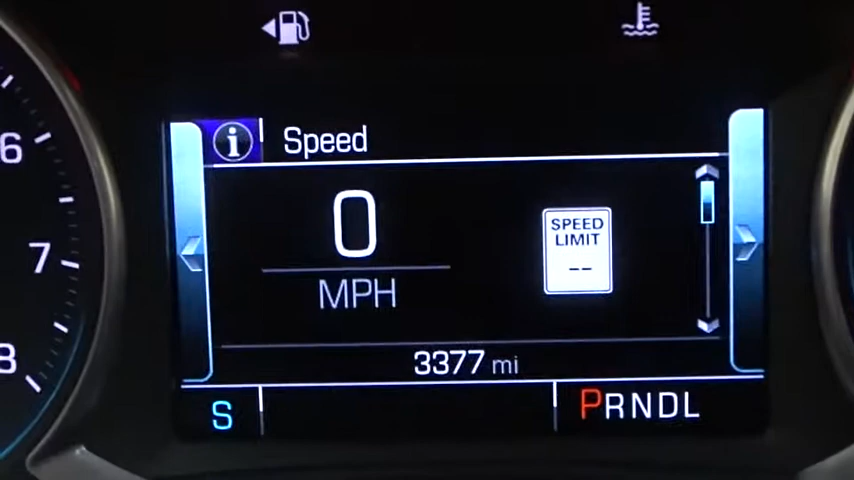 i Speed
6
0
SPEED
LIMIT
--
7
MPH
8
3377 mi
S
PRNDL